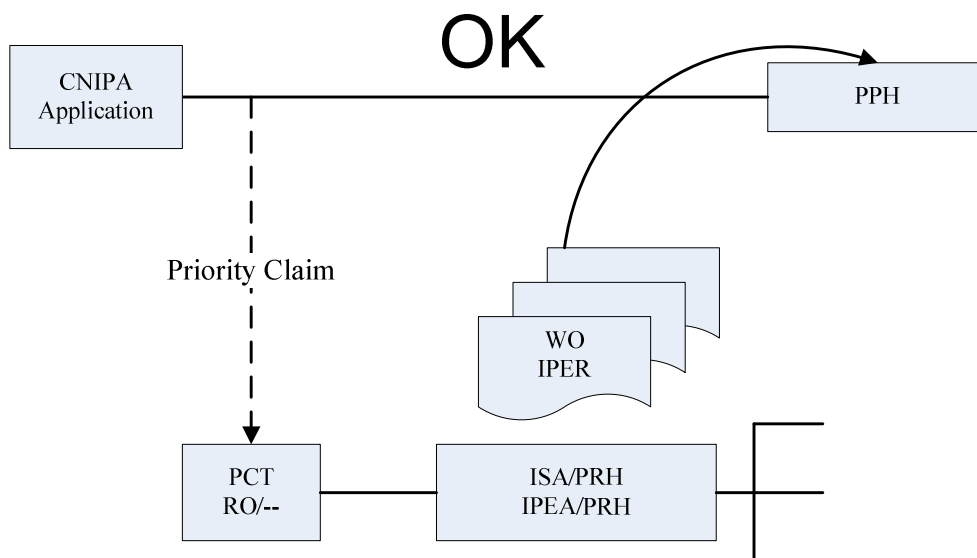 OK
CNIPA
Application
PPH
Priority Claim
WO
IPER
PCT
RO/--
ISA/PRH
IPEA/PRH